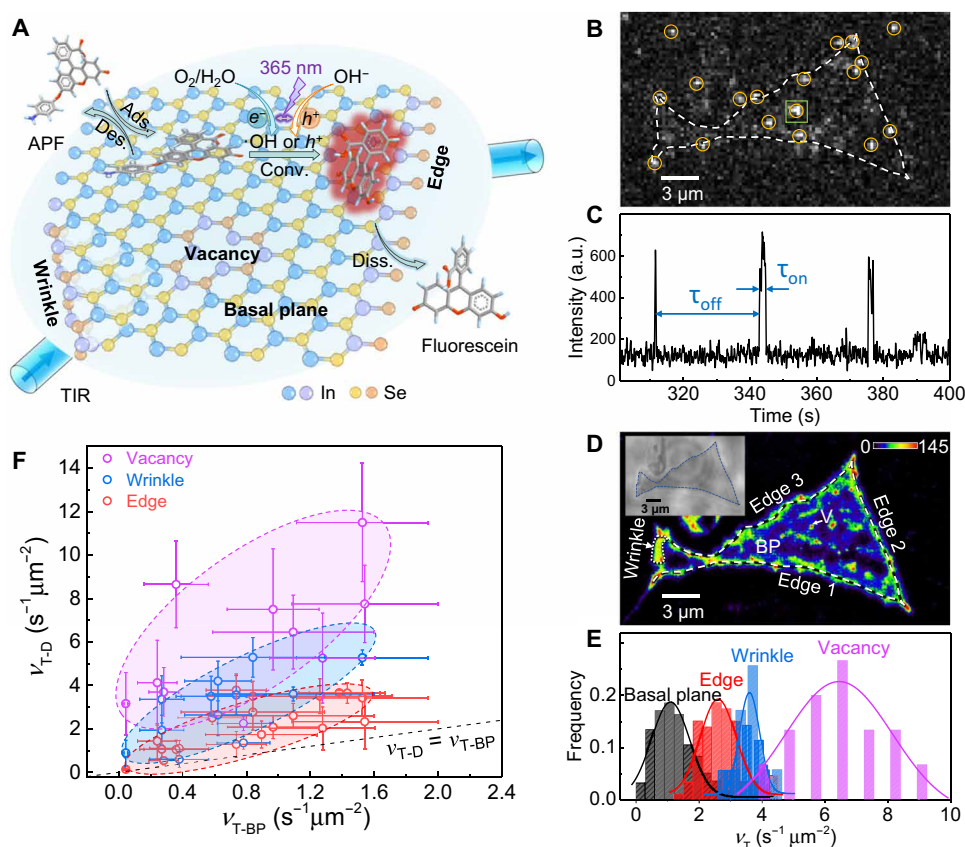 A
O₂/H₂O
365 nm
OH⁻
e⁻
h⁺
APF
Ads.
Des.
·OH or h⁺
Conv.
Edge
Vacancy
Diss.
Wrinkle
Basal plane
Fluorescein
TIR
In
Se
B
3 μm
C
Intensity (a.u.)
600
400
200
0
τoff
τon
320
340
360
380
400
Time (s)
D
0
145
3 μm
Edge 3
V
Edge 2
Wrinkle
BP
Edge 1
3 μm
E
Frequency
0.2
0.1
0.0
Basal plane
Edge
Wrinkle
Vacancy
0
2
4
6
8
10
νT (s⁻¹ μm⁻²)
F
Vacancy
Wrinkle
Edge
νT-D (s⁻¹μm⁻²)
14
12
10
8
6
4
2
0
νT-D = νT-BP
0.0
0.4
0.8
1.2
1.6
2.0
2.4
νT-BP (s⁻¹μm⁻²)